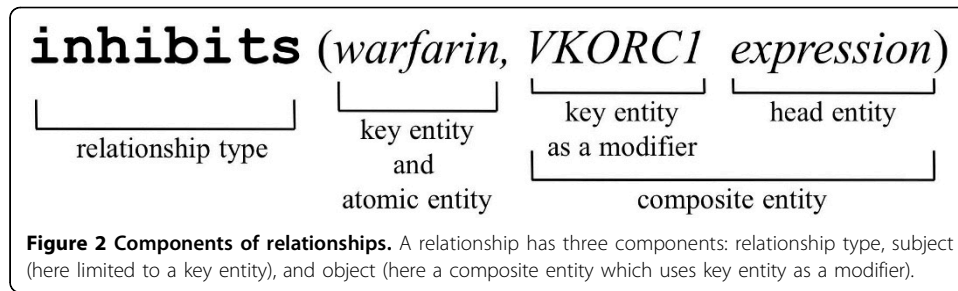 inhibits (warfarin, VKORC1 expression)
relationship type
key entity
and
atomic entity
key entity
as a modifier
head entity
composite entity
Figure 2 Components of relationships. A relationship has three components: relationship type, subject
(here limited to a key entity), and object (here a composite entity which uses key entity as a modifier).